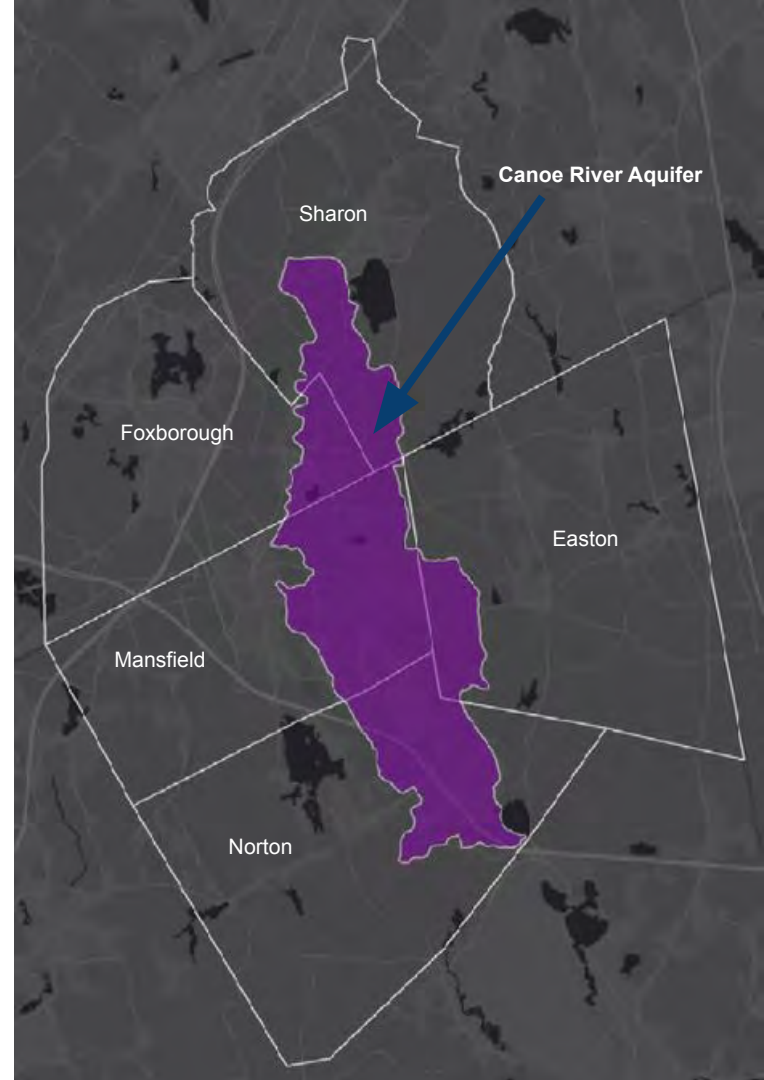 Canoe River Aquifer
Sharon
Foxborough
Easton
Mansfield
Norton